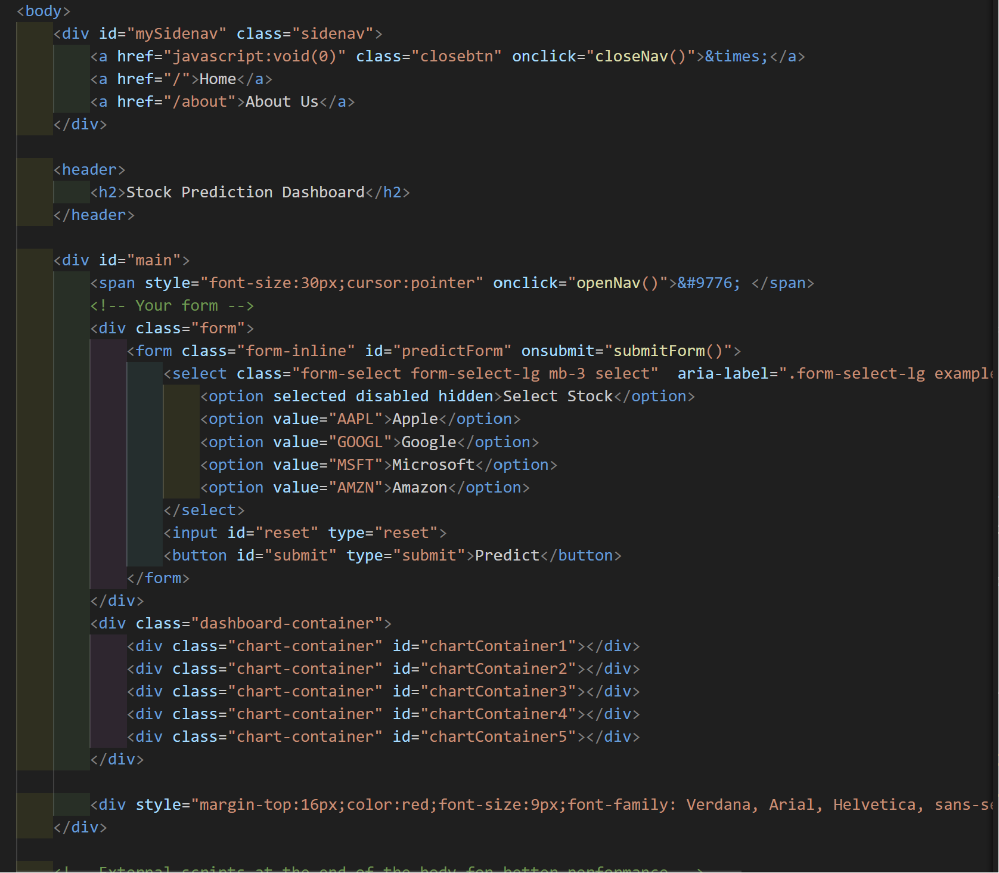 <body>
<div id="mySidenav" class="sidenav">
<a href="javascript:void(0)" class="closebtn" onclick="closeNav()">&times;</a>
<a href="/">Home</a>
<a href="/about">About Us</a>
</div>
<header>
<h2>Stock Prediction Dashboard</h2>
</header>
<div id="main">
<span style="font-size:30px;cursor:pointer" onclick="openNav()">&#9776; </span>
<!-- Your form -->
<div class="form">
<form class="form-inline" id="predictForm" onsubmit="submitForm()">
<select class="form-select form-select-lg mb-3 select"  aria-label=".form-select-lg example
<option selected disabled hidden>Select Stock</option>
<option value="AAPL">Apple</option>
<option value="GOOGL">Google</option>
<option value="MSFT">Microsoft</option>
<option value="AMZN">Amazon</option>
</select>
<input id="reset" type="reset">
<button id="submit" type="submit">Predict</button>
</form>
</div>
<div class="dashboard-container">
<div class="chart-container" id="chartContainer1"></div>
<div class="chart-container" id="chartContainer2"></div>
<div class="chart-container" id="chartContainer3"></div>
<div class="chart-container" id="chartContainer4"></div>
<div class="chart-container" id="chartContainer5"></div>
</div>
<div style="margin-top:16px;color:red;font-size:9px;font-family: Verdana, Arial, Helvetica, sans-se
</div>
<!-- External scripts at the end of the body for better performance -->